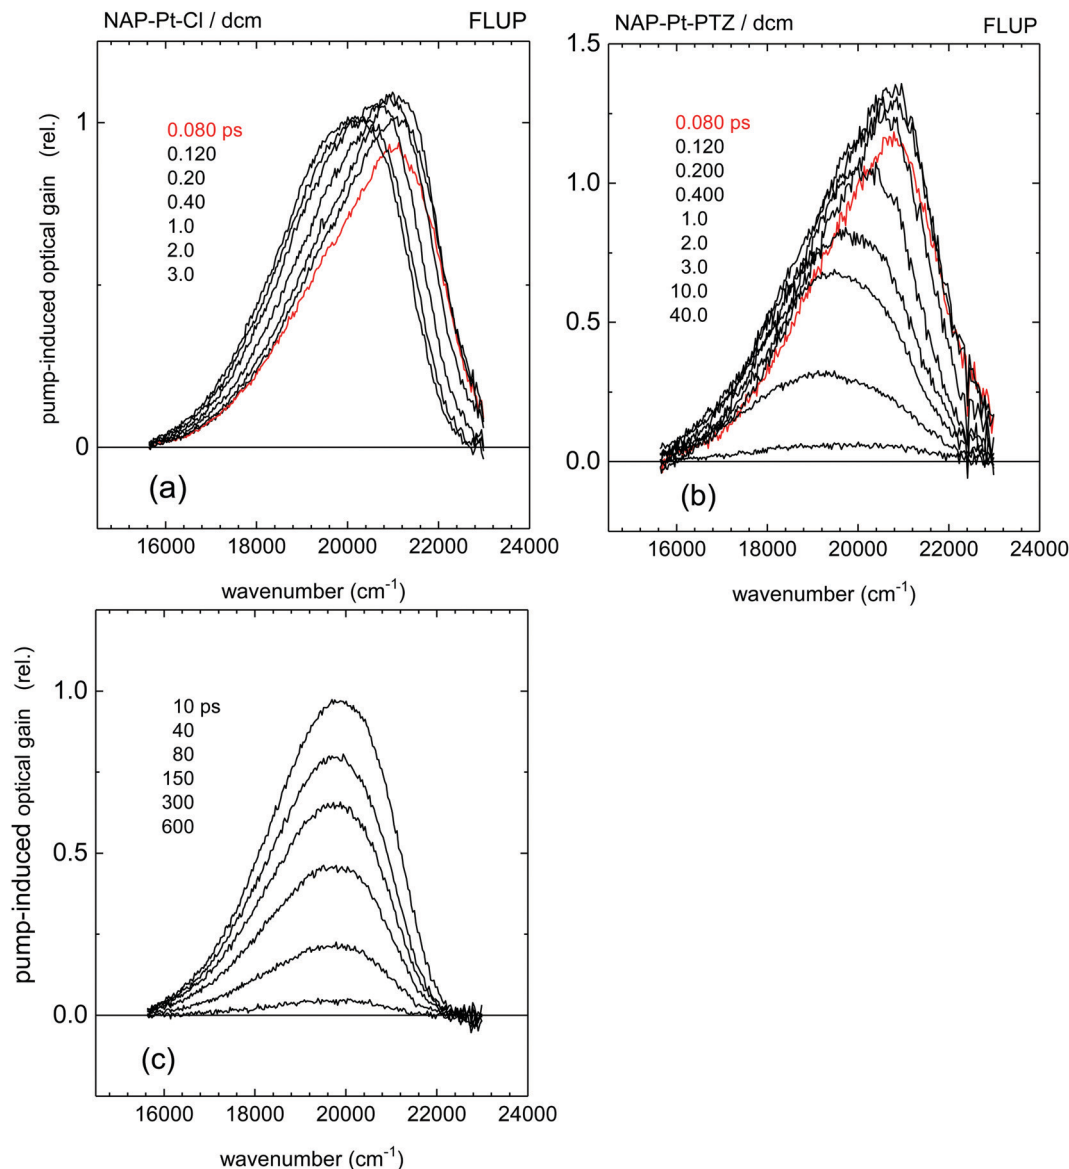 NAP-Pt-Cl / dcm FLUP
pump-induced optical gain (rel.)
1
0
0.080 ps
0.120
0.20
0.40
1.0
2.0
3.0
(a)
16000 18000 20000 22000 24000
wavenumber (cm⁻¹)
NAP-Pt-PTZ / dcm FLUP
1.5
1.0
0.5
0.0
0.080 ps
0.120
0.200
0.400
1.0
2.0
3.0
10.0
40.0
(b)
16000 18000 20000 22000 24000
wavenumber (cm⁻¹)
pump-induced optical gain (rel.)
1.0
0.5
0.0
10 ps
40
80
150
300
600
(c)
16000 18000 20000 22000 24000
wavenumber (cm⁻¹)